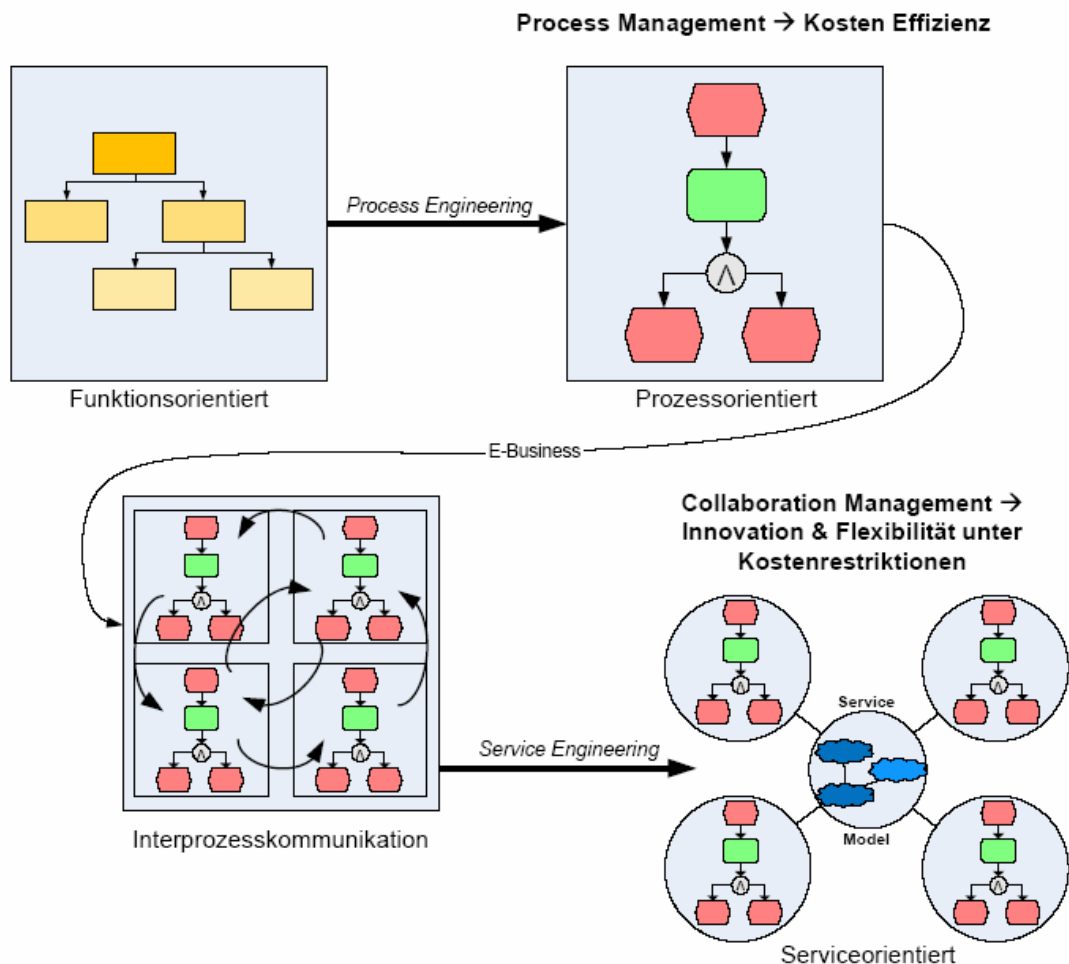 Process Management → Kosten Effizienz
Process Engineering
Λ
Funktionsorientiert
Prozessorientiert
E-Business
Collaboration Management →
Innovation & Flexibilität unter
Kostenrestriktionen
Λ
Λ
Λ
Λ
Service
Λ
Λ
Service Engineering
Model
Interprozesskommunikation
Λ
Λ
Serviceorientiert